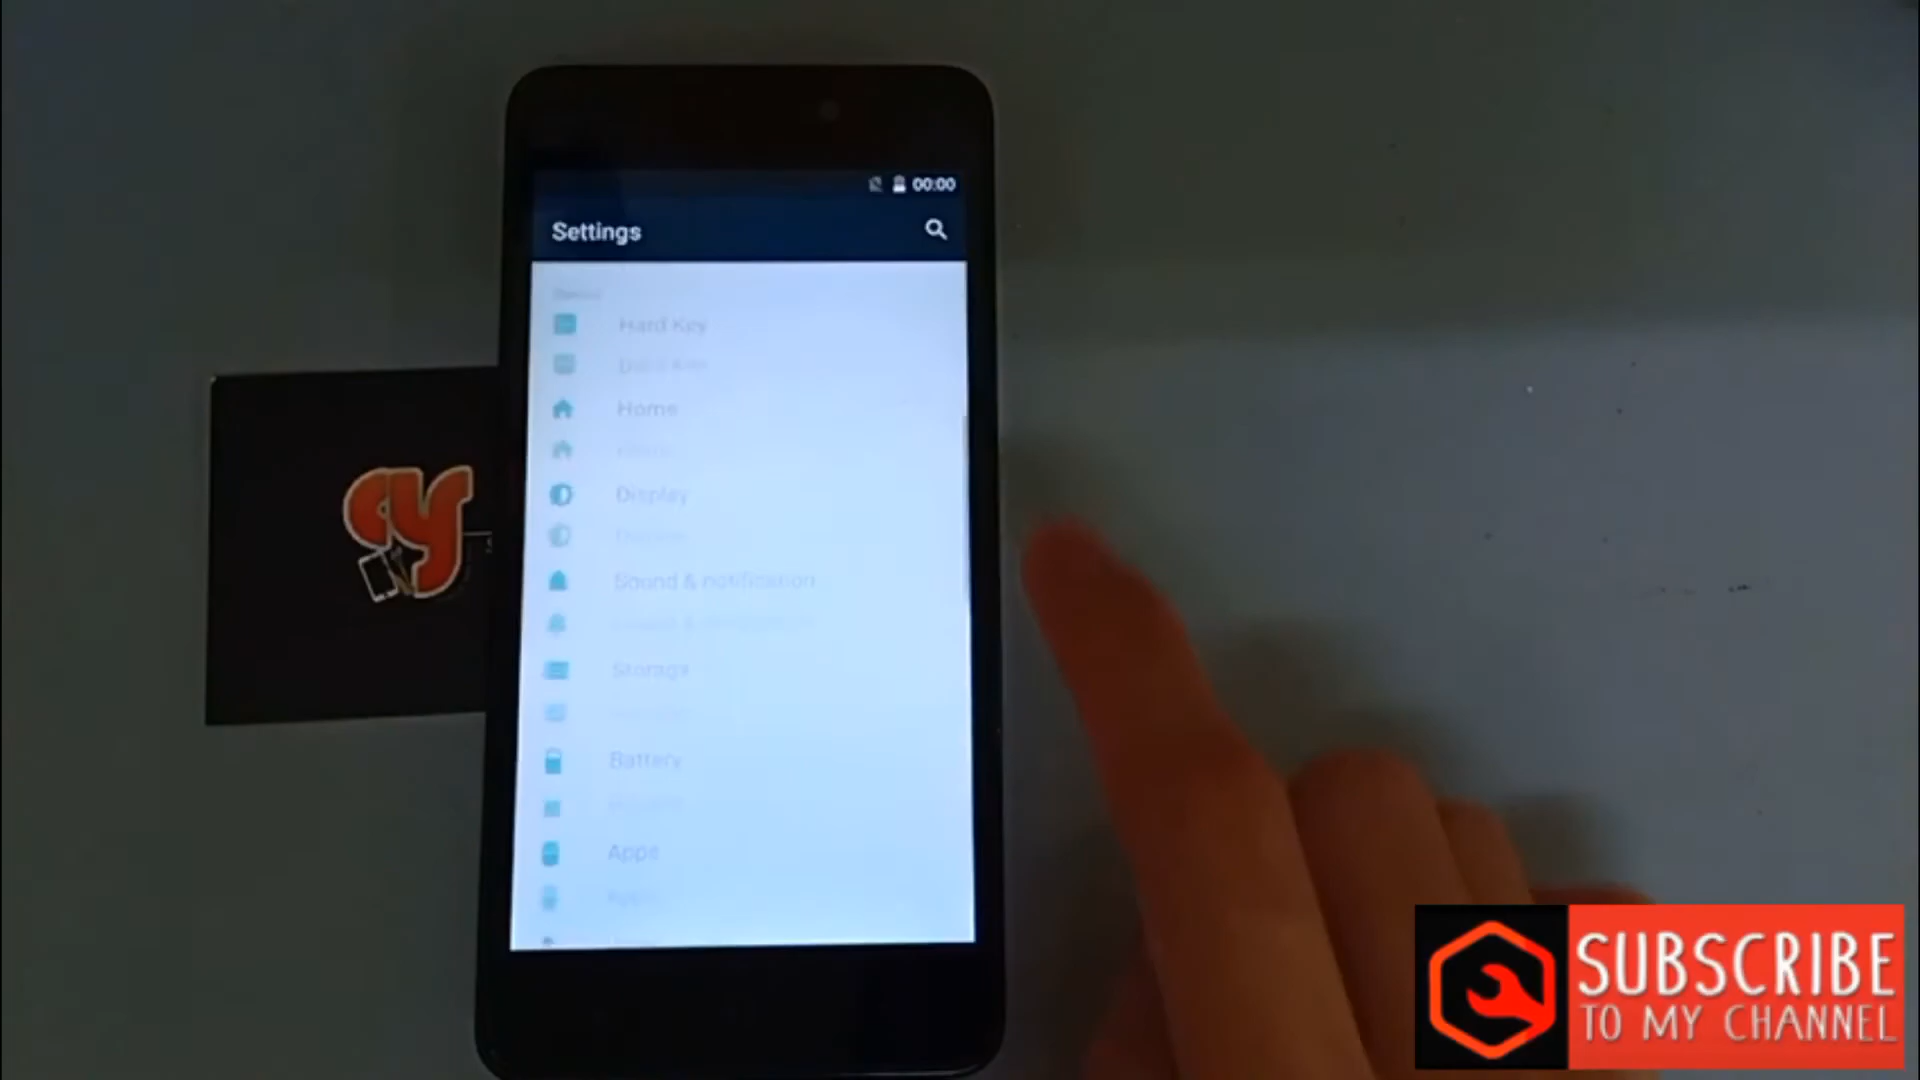 00:00
Settings
Hard Key
Home
Display
Sound & notification
Storage
Battery
Apps
SUBSCRIBE
TO MY CHANNEL